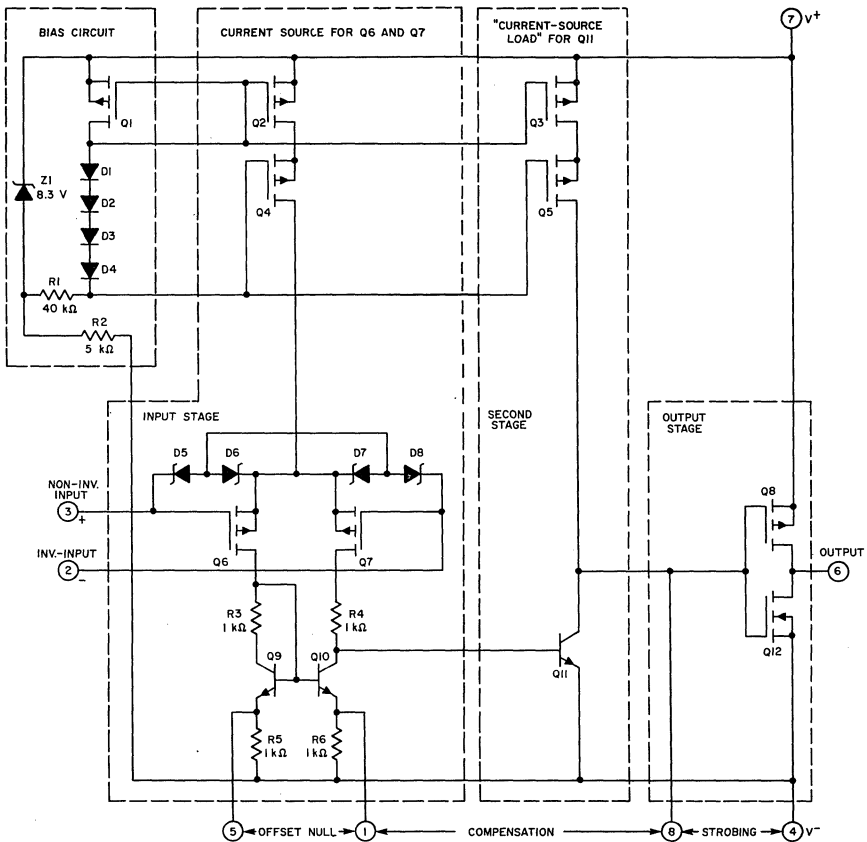 BIAS CIRCUIT
CURRENT SOURCE FOR Q6 AND Q7
"CURRENT-SOURCE
LOAD" FOR Q11
7 V+
Q1
Q2
Q3
D1
Z1
8.3 V
D2
Q4
Q5
D3
D4
R1
40 kΩ
R2
5 kΩ
INPUT STAGE
SECOND
STAGE
OUTPUT
STAGE
D5
D6
D7
D8
NON-INV.
INPUT
3 +
Q8
INV.-INPUT
2 -
Q6
Q7
OUTPUT
6
R3
1 kΩ
R4
1 kΩ
Q9
Q10
Q11
Q12
R5
1 kΩ
R6
1 kΩ
5 OFFSET NULL 1 COMPENSATION 8 STROBING 4 V-